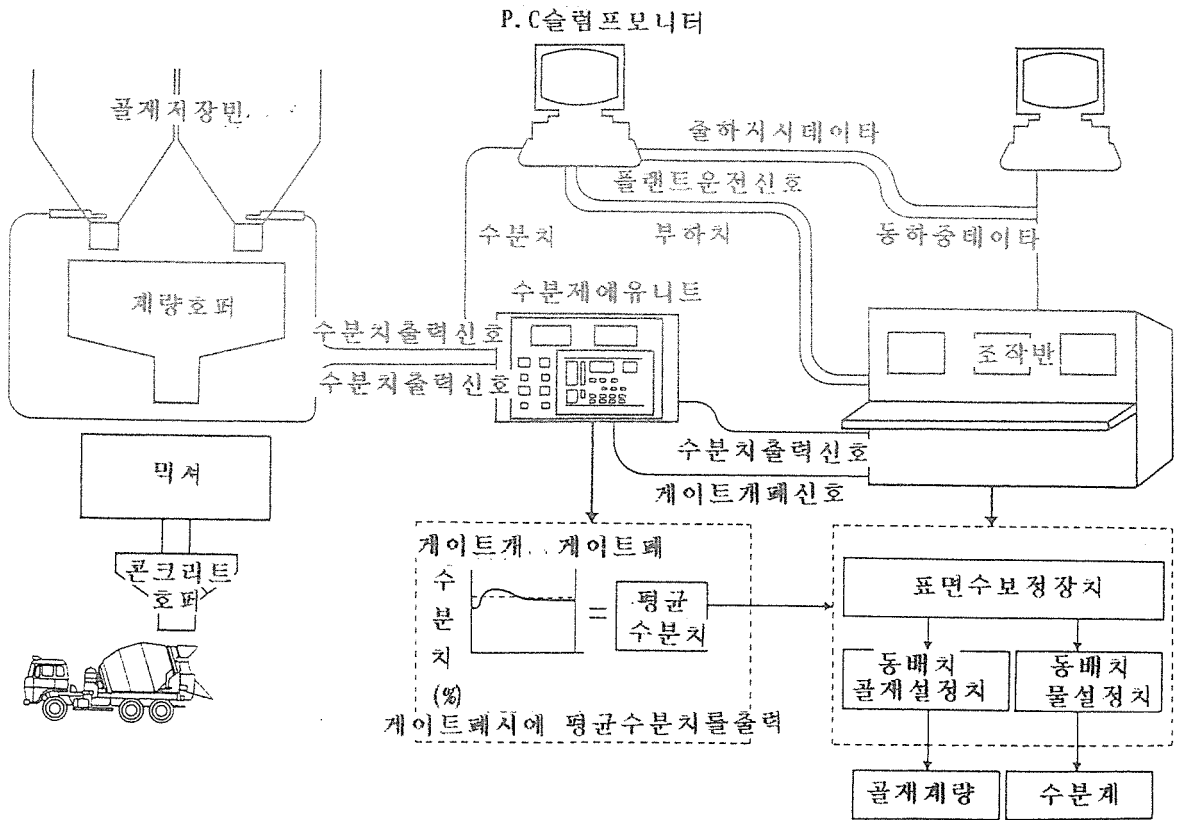 P.C슬럼프모니터
골재저장빈
출하지시데이타
플랜트운전신호
수분치
부하치
동하중데이타
계량호퍼
수분제에유니트
조작반
수분치출력신호
수분치출력신호
믹서
수분치출력신호
게이트개폐신호
콘크리트
호퍼
게이트개 게이트폐
수분치
(%)
=
평균
수분치
게이트폐시에 평균수분치를출력
표면수보정장치
동배치
골재설정치
동배치
물설정치
골재계량
수분계